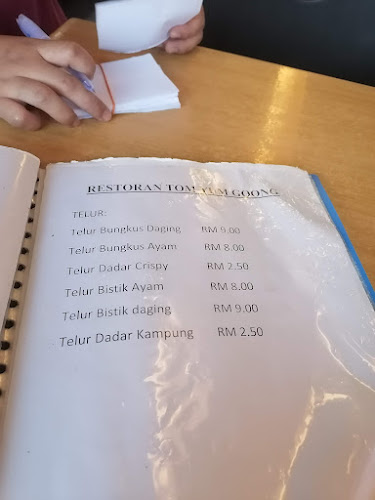 RESTORAN TOM YUM GOONG
TELUR:
Telur Bungkus Daging RM 9.00
Telur Bungkus Ayam RM 8.00
Telur Dadar Crispy RM 2.50
Telur Bistik Ayam RM 8.00
Telur Bistik daging RM 9.00
Telur Dadar Kampung RM 2.50